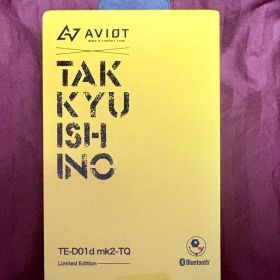 AVIOT
TAK
KYU
ISH
INO
TE-D01d mk2-TQ
Limited Edition
Bluetooth®